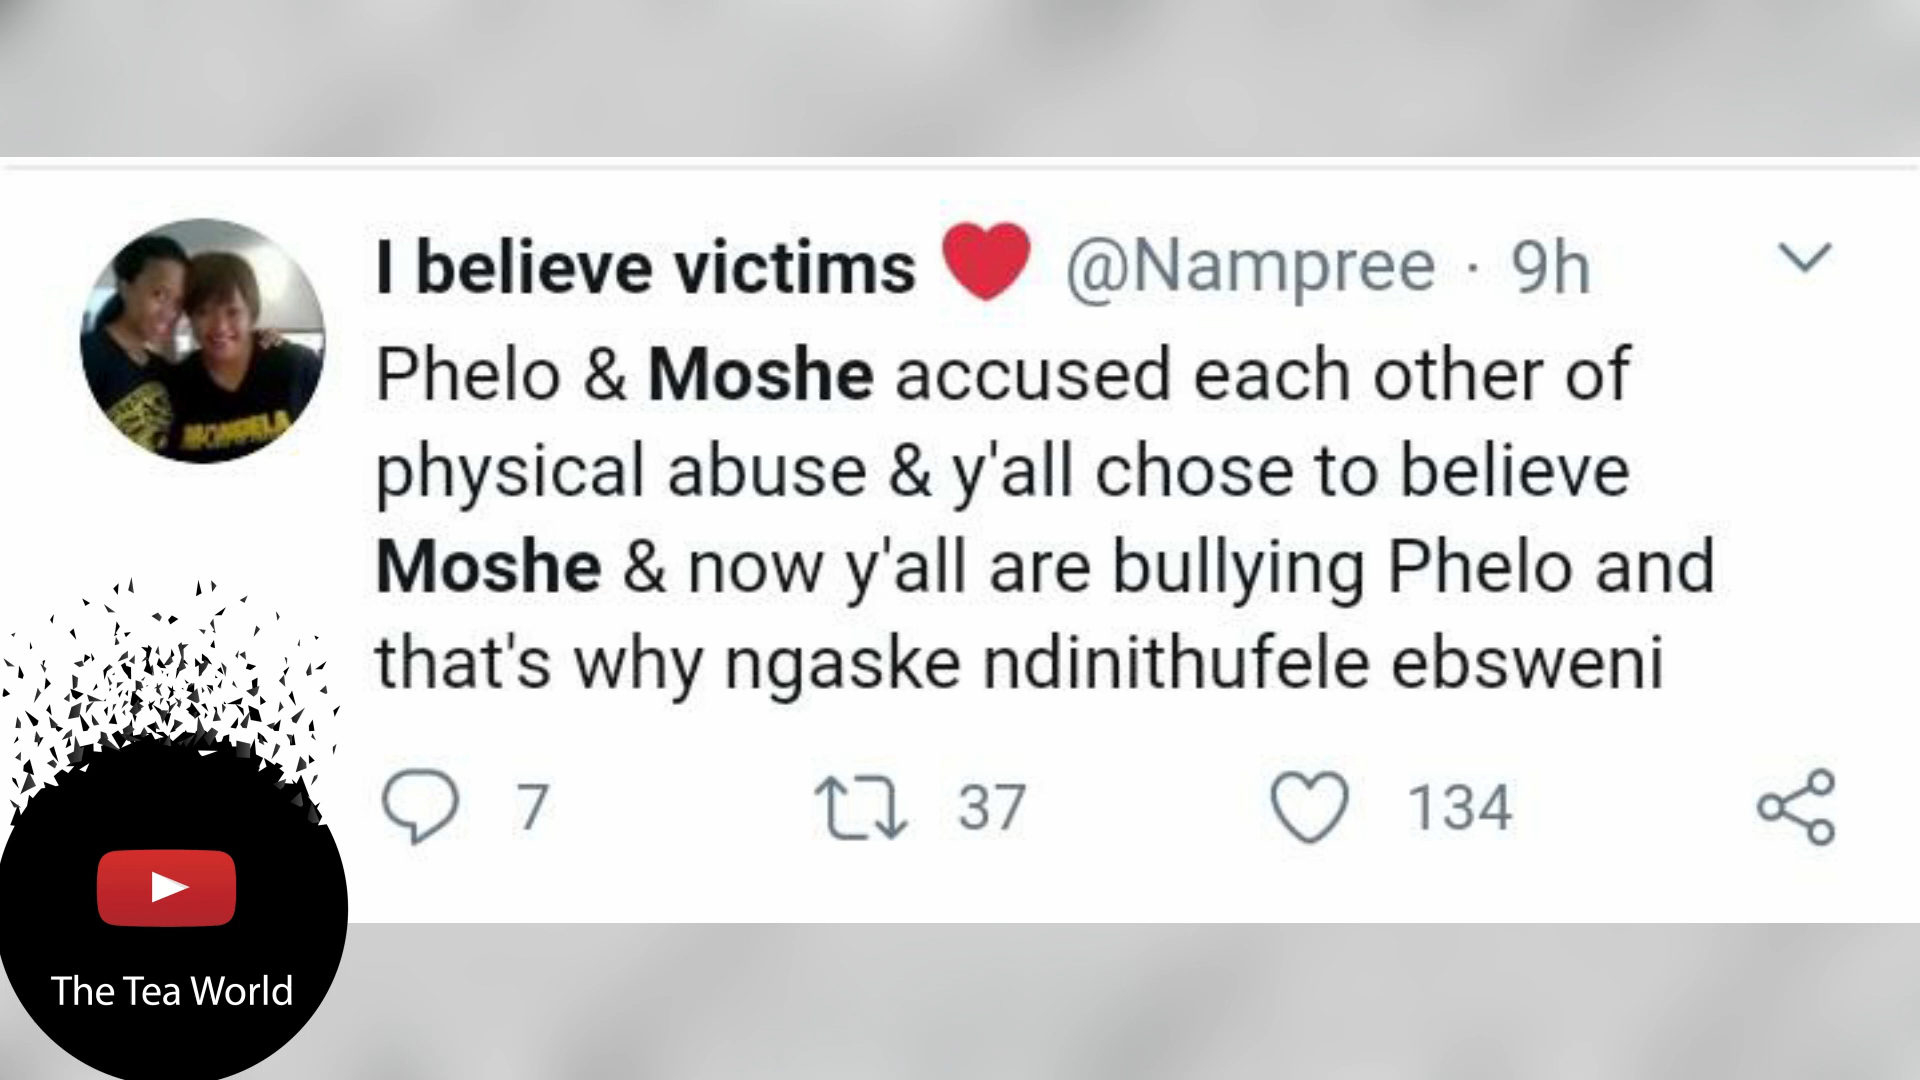 I believe victims ❤ @Nampree · 9h
Phelo & Moshe accused each other of
physical abuse & y'all chose to believe
Moshe & now y'all are bullying Phelo and
that's why ngaske ndinithufele ebsweni
7 37 134
The Tea World